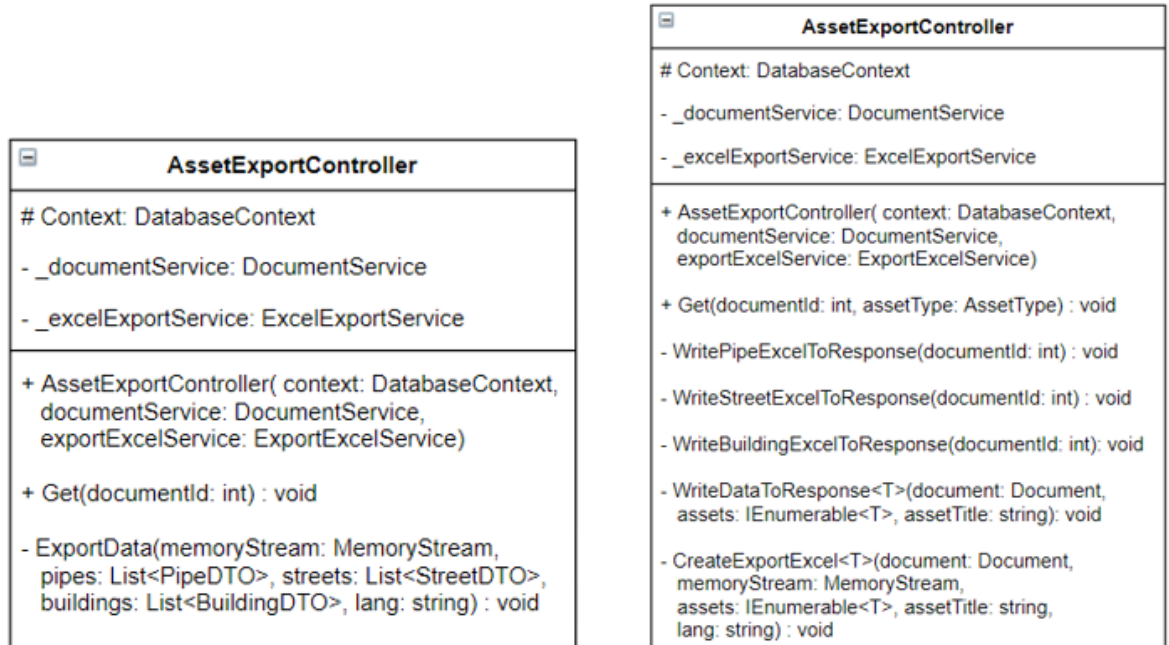 AssetExportController
# Context: DatabaseContext
- _documentService: DocumentService
- _excelExportService: ExcelExportService
+ AssetExportController( context: DatabaseContext,
documentService: DocumentService,
exportExcelService: ExportExcelService)
+ Get(documentId: int) : void
- ExportData(memoryStream: MemoryStream,
pipes: List<PipeDTO>, streets: List<StreetDTO>,
buildings: List<BuildingDTO>, lang: string) : void
AssetExportController
# Context: DatabaseContext
- _documentService: DocumentService
- _excelExportService: ExcelExportService
+ AssetExportController( context: DatabaseContext,
documentService: DocumentService,
exportExcelService: ExportExcelService)
+ Get(documentId: int, assetType: AssetType) : void
- WritePipeExcelToResponse(documentId: int) : void
- WriteStreetExcelToResponse(documentId: int) : void
- WriteBuildingExcelToResponse(documentId: int): void
- WriteDataToResponse<T>(document: Document,
assets: IEnumerable<T>, assetTitle: string): void
- CreateExportExcel<T>(document: Document,
memoryStream: MemoryStream,
assets: IEnumerable<T>, assetTitle: string,
lang: string) : void